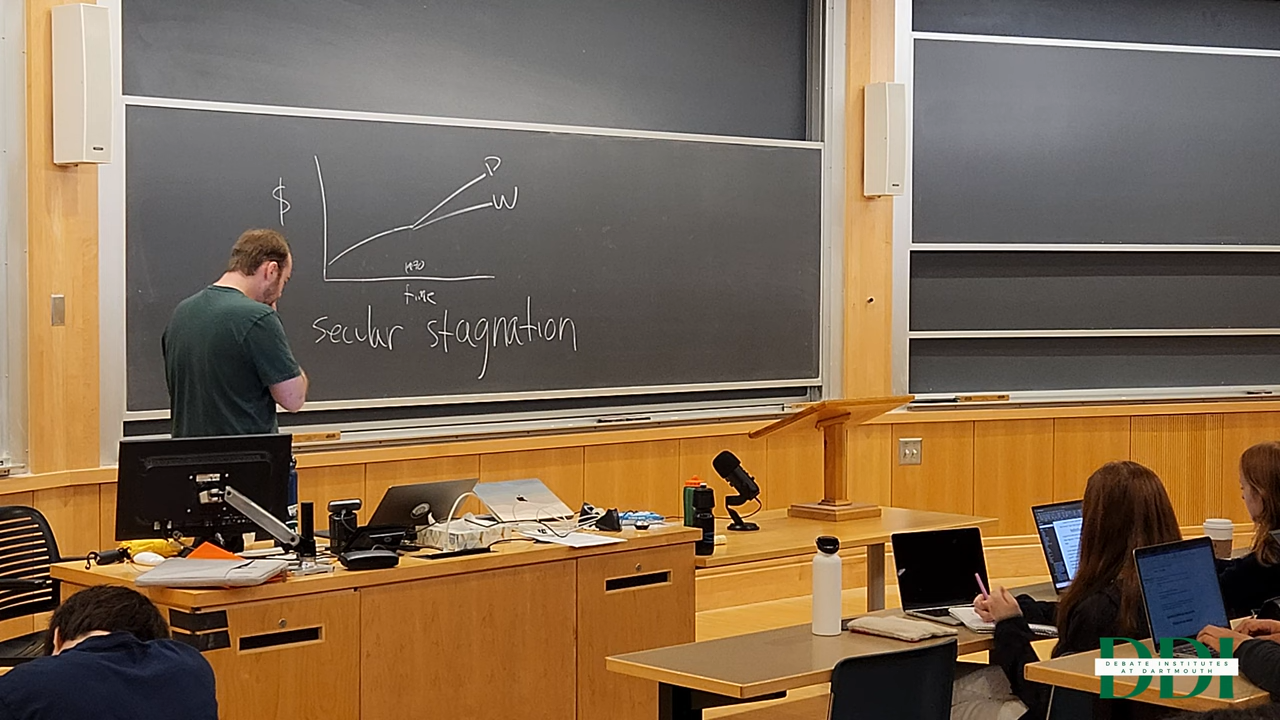 $
P
W
1970
time
secular stagnation
DDI
DEBATE INSTITUTES
AT DARTMOUTH